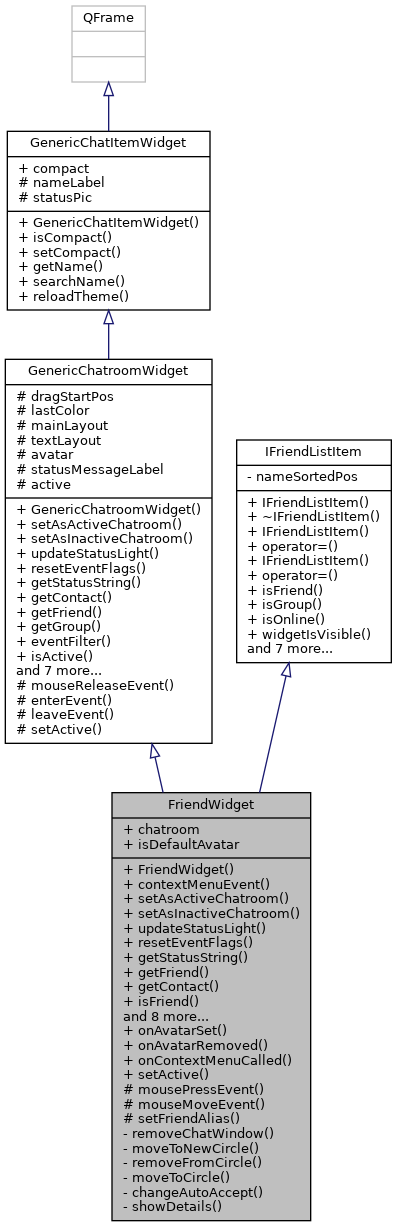 QFrame
GenericChatItemWidget
+ compact
# nameLabel
# statusPic
+ GenericChatItemWidget()
+ isCompact()
+ setCompact()
+ getName()
+ searchName()
+ reloadTheme()
GenericChatroomWidget
# dragStartPos
# lastColor
# mainLayout
# textLayout
# avatar
# statusMessageLabel
# active
+ GenericChatroomWidget()
+ setAsActiveChatroom()
+ setAsInactiveChatroom()
+ updateStatusLight()
+ resetEventFlags()
+ getStatusString()
+ getContact()
+ getFriend()
+ getGroup()
+ eventFilter()
+ isActive()
and 7 more...
# mouseReleaseEvent()
# enterEvent()
# leaveEvent()
# setActive()
IFriendListItem
- nameSortedPos
+ IFriendListItem()
+ ~IFriendListItem()
+ IFriendListItem()
+ operator=()
+ IFriendListItem()
+ operator=()
+ isFriend()
+ isGroup()
+ isOnline()
+ widgetIsVisible()
and 7 more...
FriendWidget
+ chatroom
+ isDefaultAvatar
+ FriendWidget()
+ contextMenuEvent()
+ setAsActiveChatroom()
+ setAsInactiveChatroom()
+ updateStatusLight()
+ resetEventFlags()
+ getStatusString()
+ getFriend()
+ getContact()
+ isFriend()
and 8 more...
+ onAvatarSet()
+ onAvatarRemoved()
+ onContextMenuCalled()
+ setActive()
# mousePressEvent()
# mouseMoveEvent()
# setFriendAlias()
- removeChatWindow()
- moveToNewCircle()
- removeFromCircle()
- moveToCircle()
- changeAutoAccept()
- showDetails()